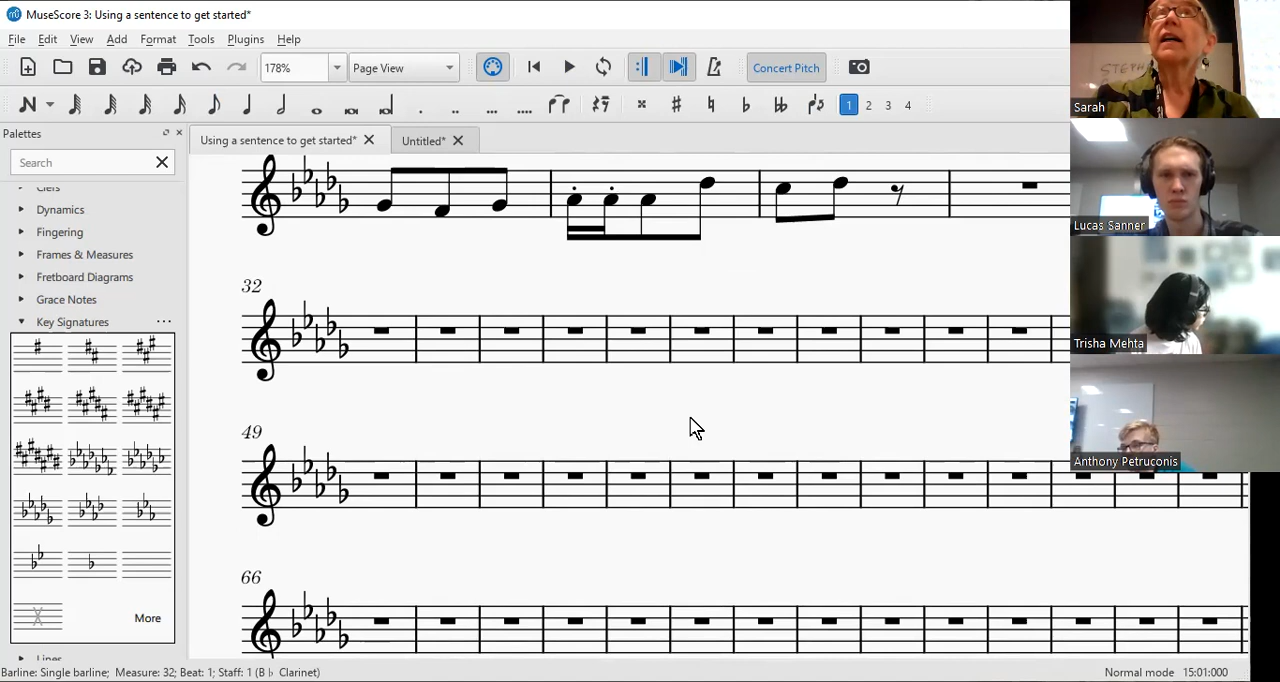 MuseScore 3: Using a sentence to get started*
File Edit View Add Format Tools Plugins Help
178% Page View Concert Pitch
1 2 3 4
Palettes
Using a sentence to get started* Untitled*
Search
Clefs
Dynamics
Fingering
Frames & Measures
Fretboard Diagrams
Grace Notes
Key Signatures
More
Lines
32
49
66
STEPH
Sarah
Lucas Sanner
Trisha Mehta
Anthony Petruconis
Barline: Single barline; Measure: 32; Beat: 1; Staff: 1 (B♭ Clarinet)
Normal mode 15:01:000